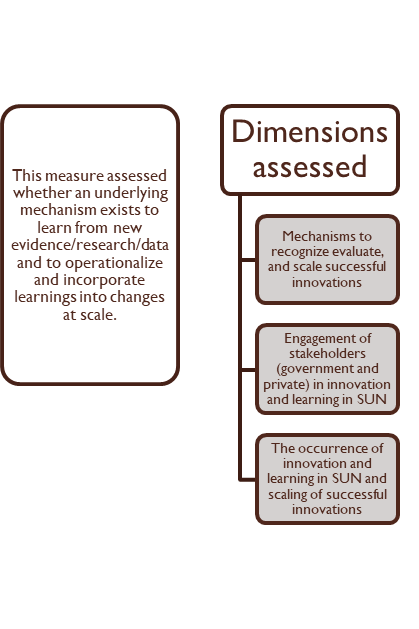 This measure assessed
whether an underlying
mechanism exists to
learn from new
evidence/research/data
and to operationalize
and incorporate
learnings into changes
at scale.
Dimensions
assessed
Mechanisms to
recognize evaluate,
and scale successful
innovations
Engagement of
stakeholders
(government and
private) in innovation
and learning in SUN
The occurrence of
innovation and
learning in SUN and
scaling of successful
innovations